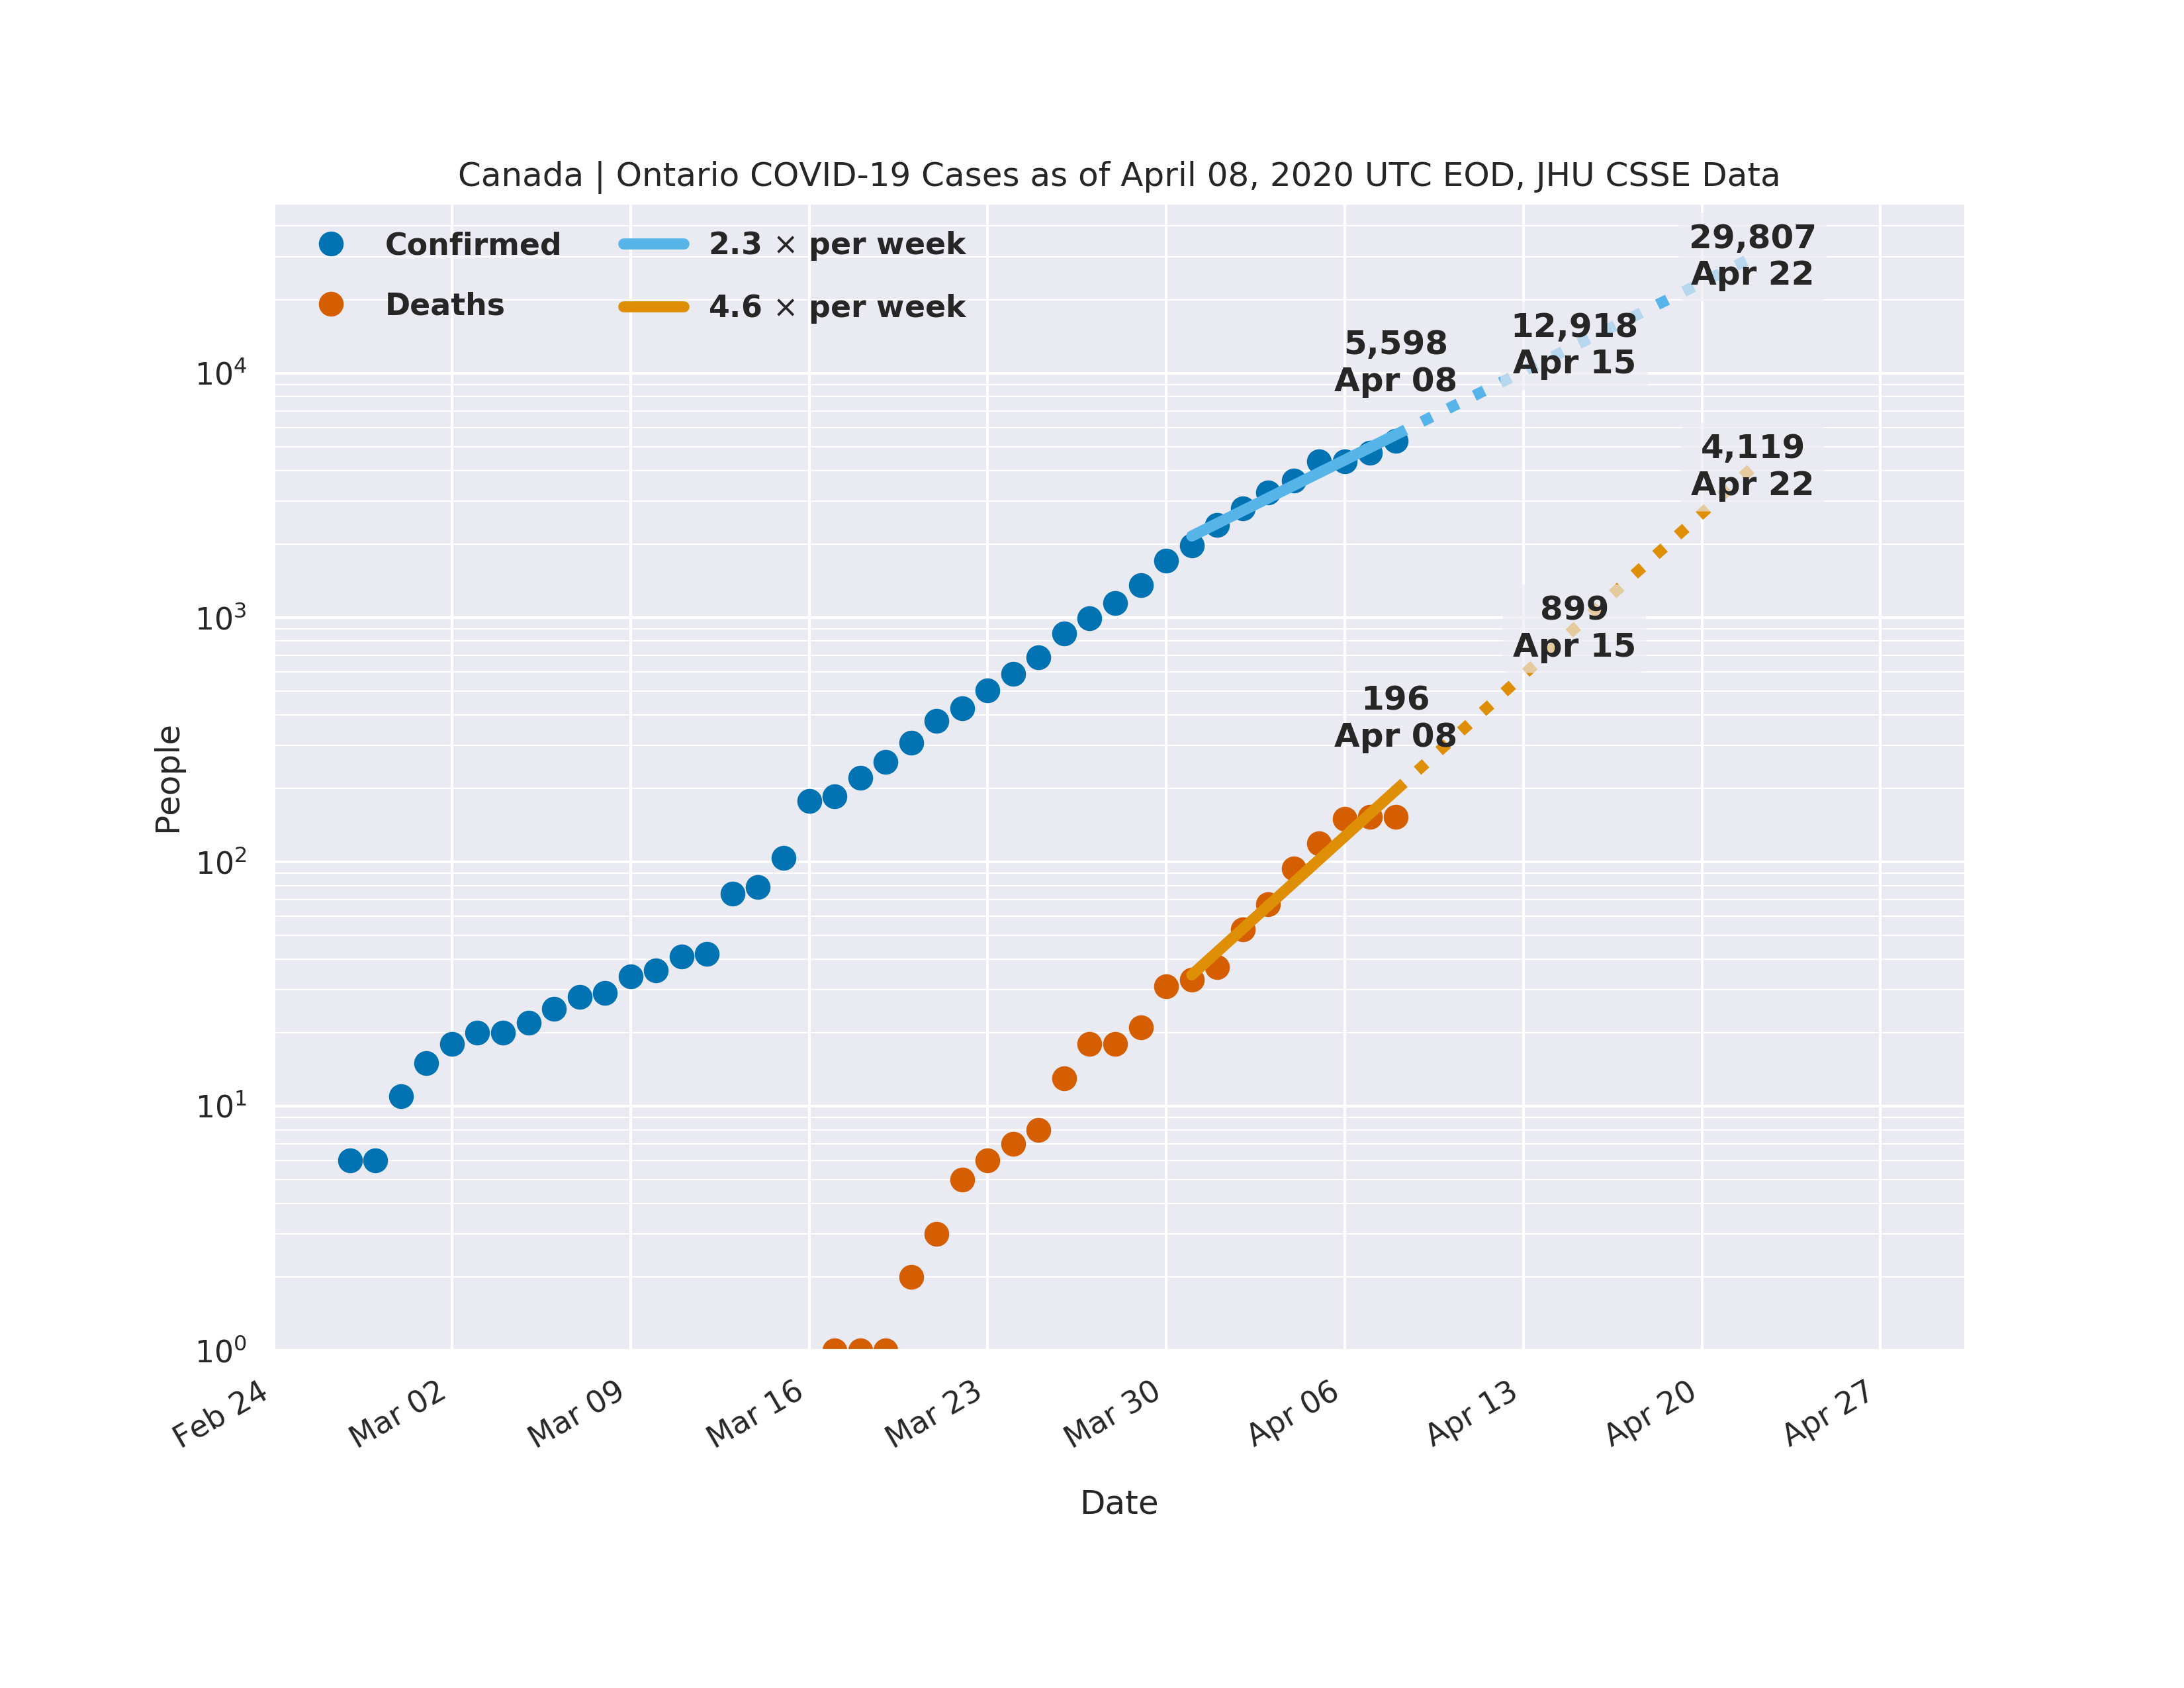 Canada | Ontario COVID-19 Cases as of April 08, 2020 UTC EOD, JHU CSSE Data
Confirmed
Deaths
2.3 × per week
4.6 × per week
29,807
Apr 22
12,918
Apr 15
5,598
Apr 08
4,119
Apr 22
899
Apr 15
196
Apr 08
People
10⁴
10³
10²
10¹
10⁰
Feb 24
Mar 02
Mar 09
Mar 16
Mar 23
Mar 30
Apr 06
Apr 13
Apr 20
Apr 27
Date